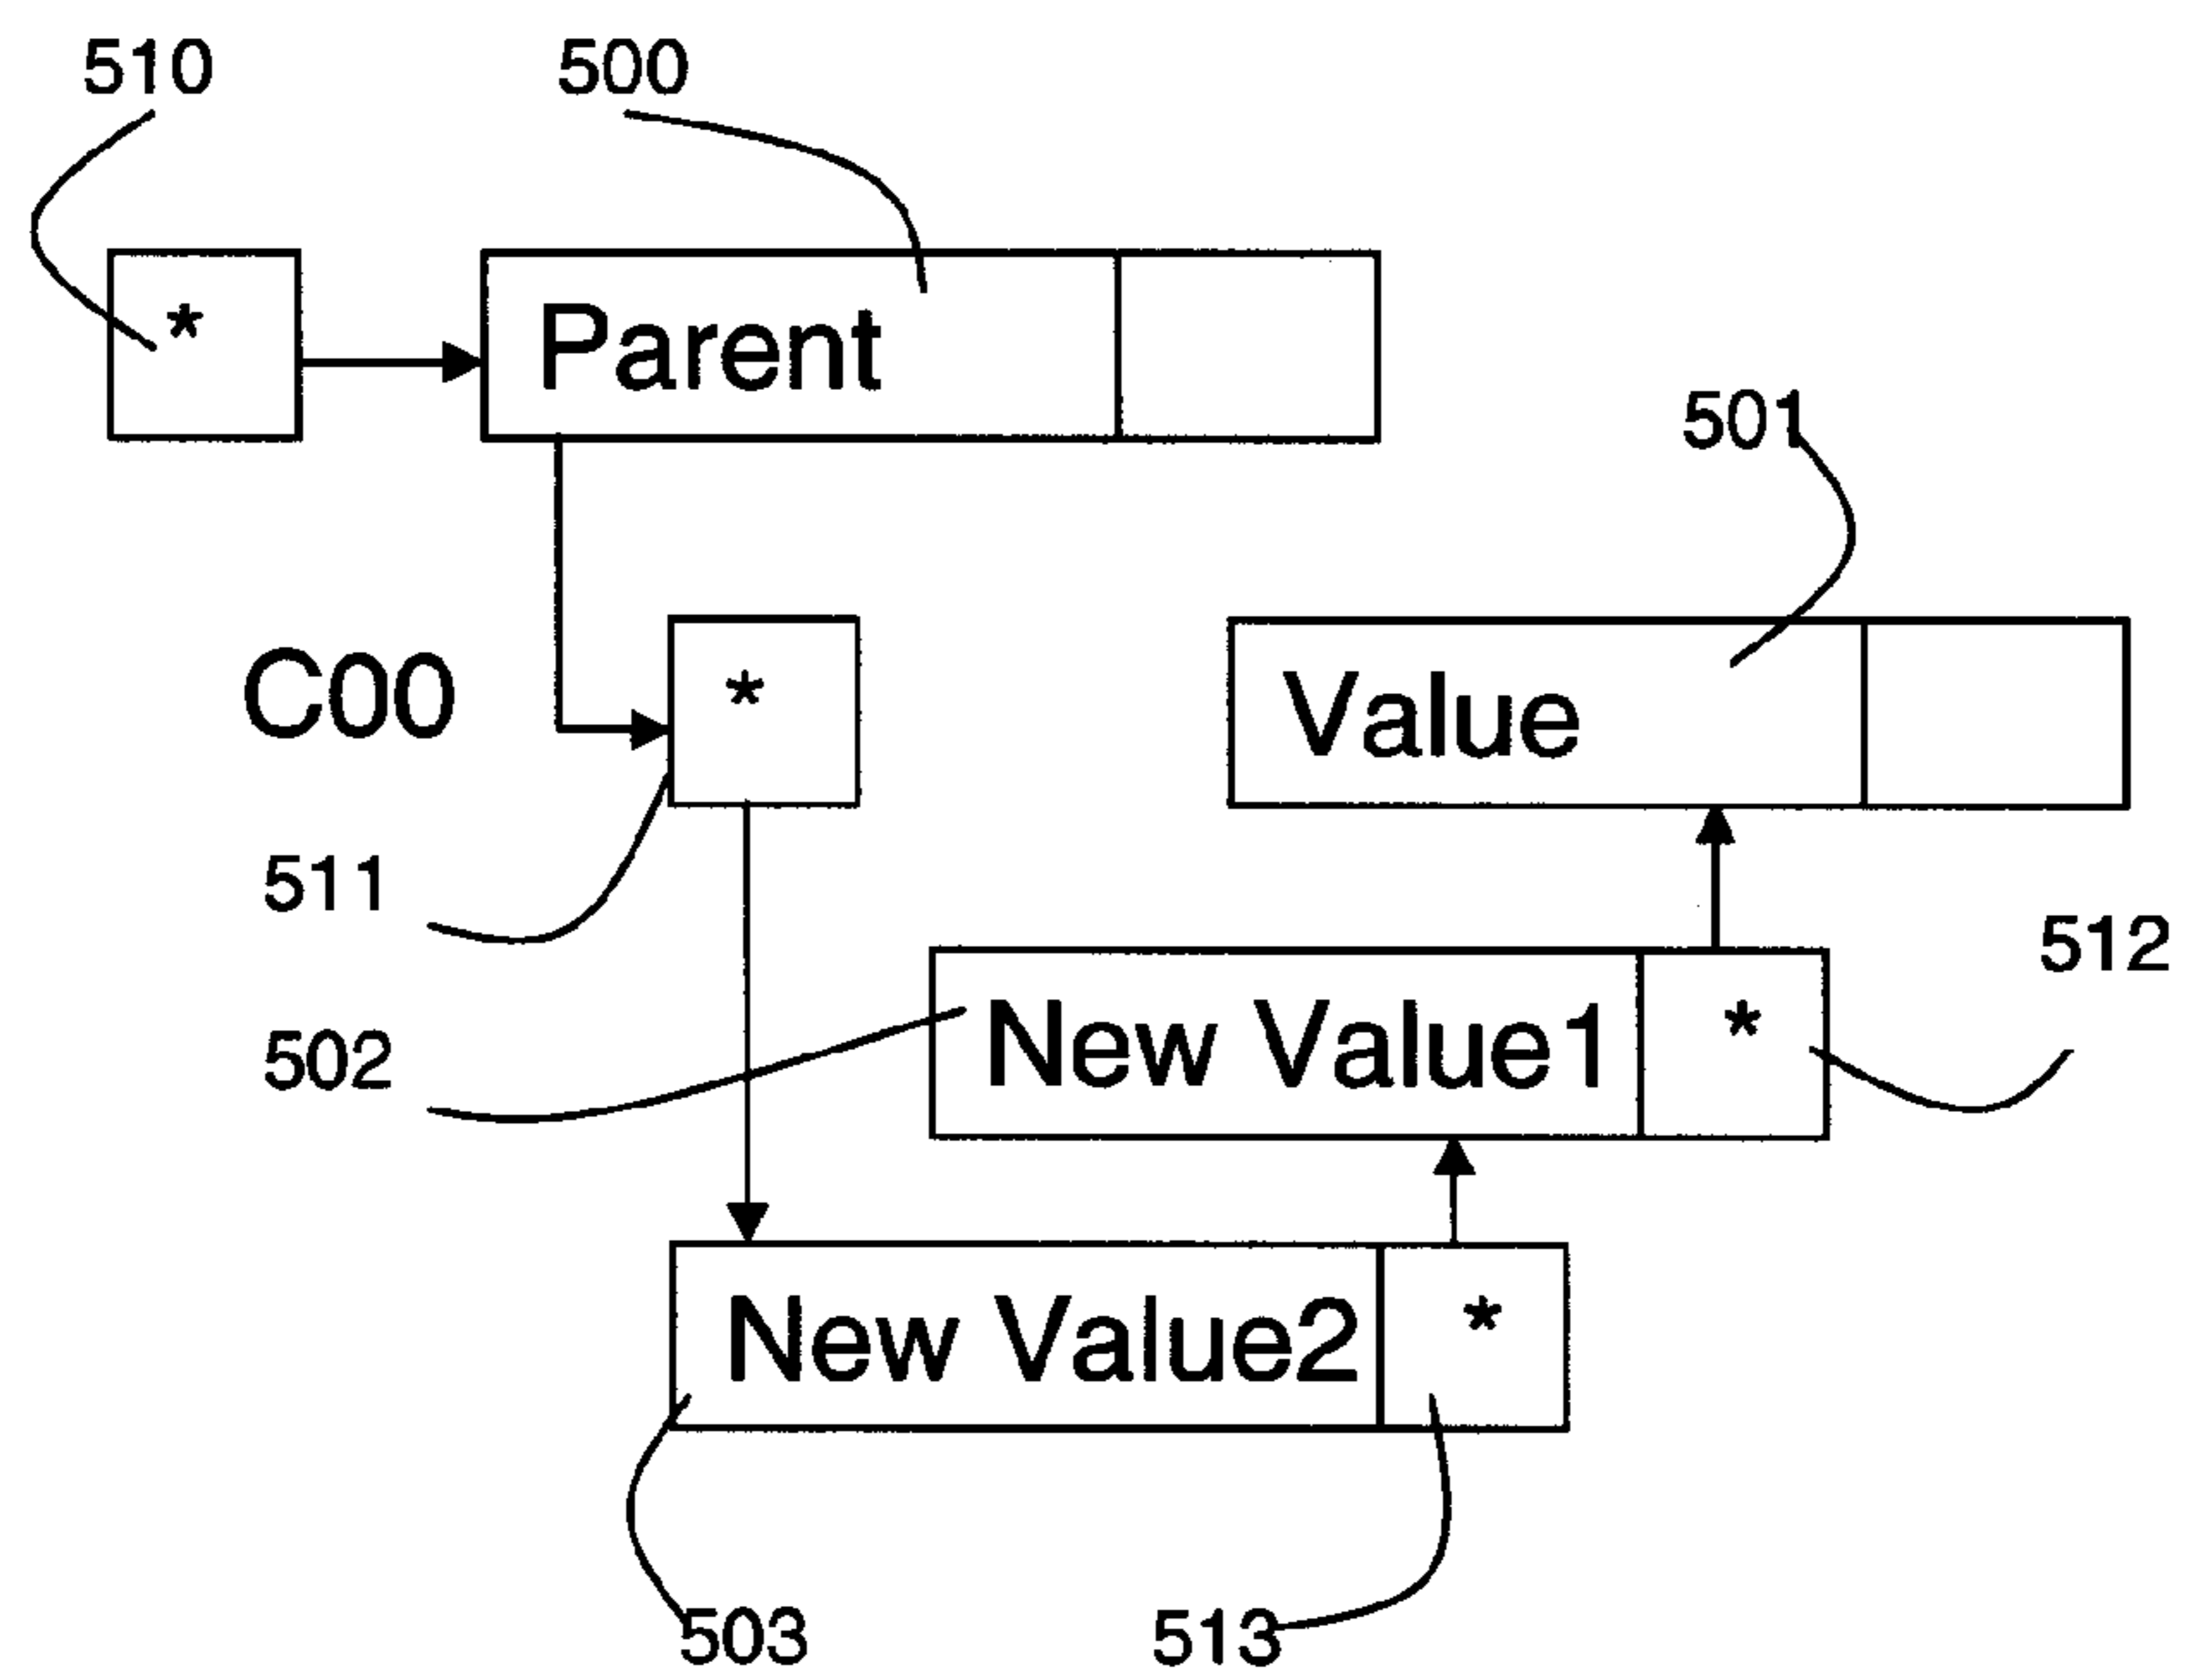 510 500
*
Parent
501
C00
*
Value
511
512
502
New Value1 *
New Value2 *
503 513